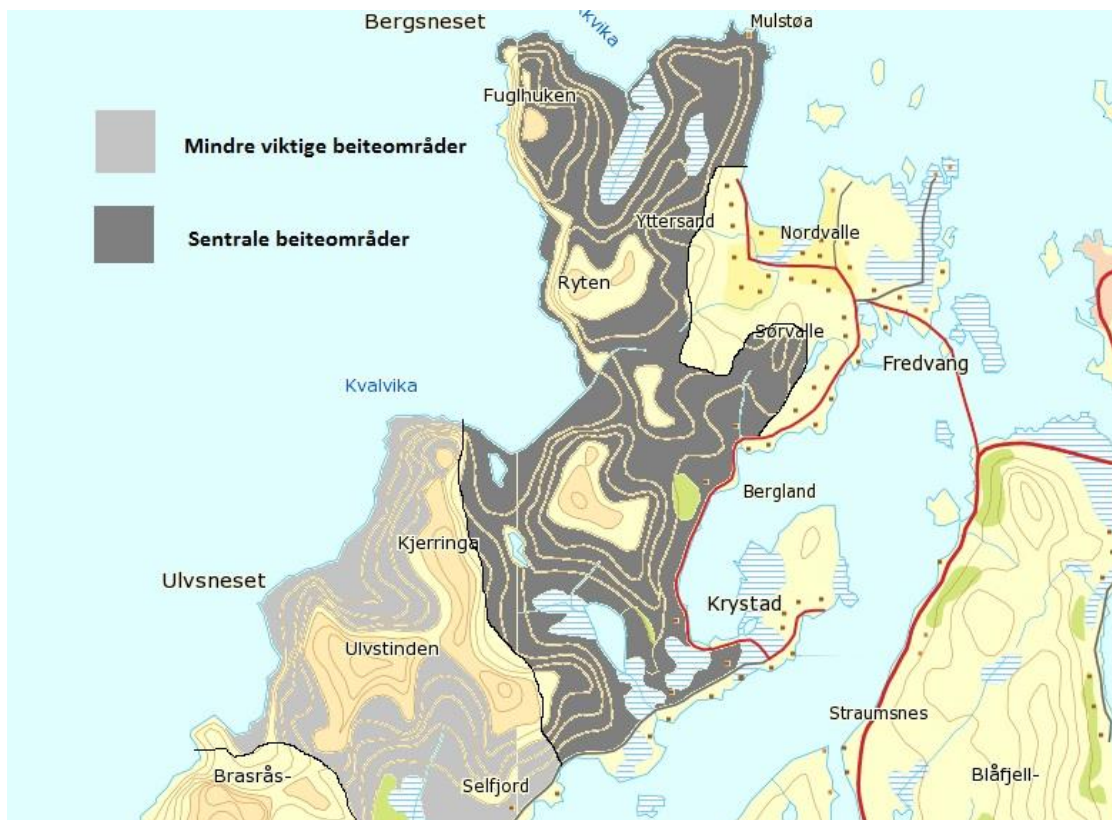 Bergsneset
kvika
Mulstøa
Fuglhuken
Mindre viktige beiteområder
Yttersand
Nordvalle
Sentrale beiteområder
Ryten
Sørvalle
Fredvang
Kvalvika
Bergland
Kjerringa
Ulvsneset
Krystad
Ulvstinden
Straumsnes
Brasrås-
Selfjord
Blåfjell-